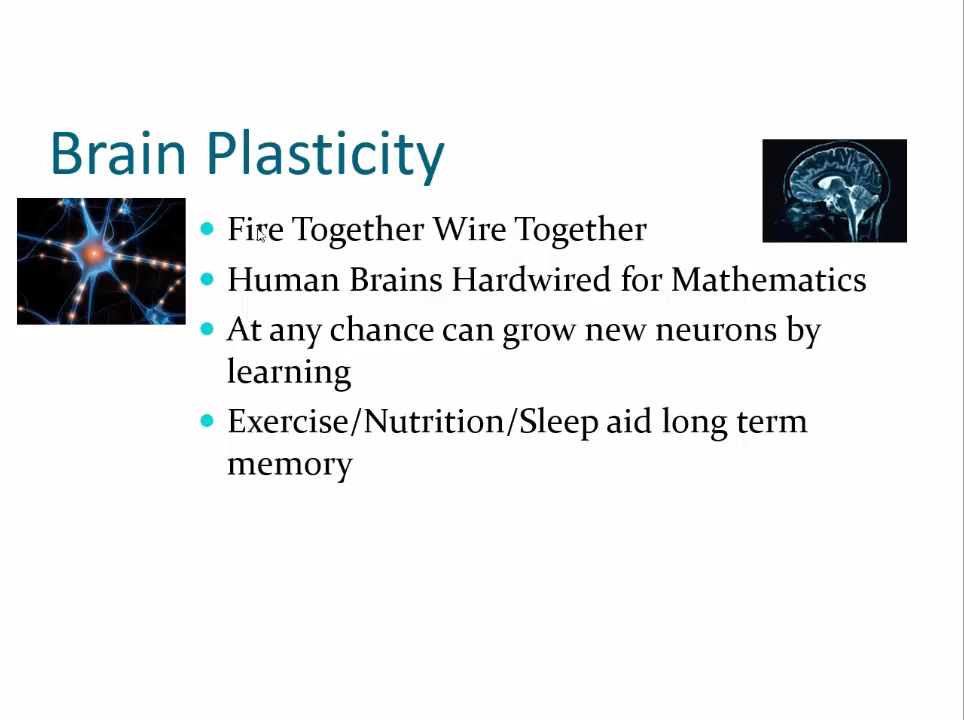 Brain Plasticity
Fire Together Wire Together
Human Brains Hardwired for Mathematics
At any chance can grow new neurons by
learning
Exercise/Nutrition/Sleep aid long term
memory